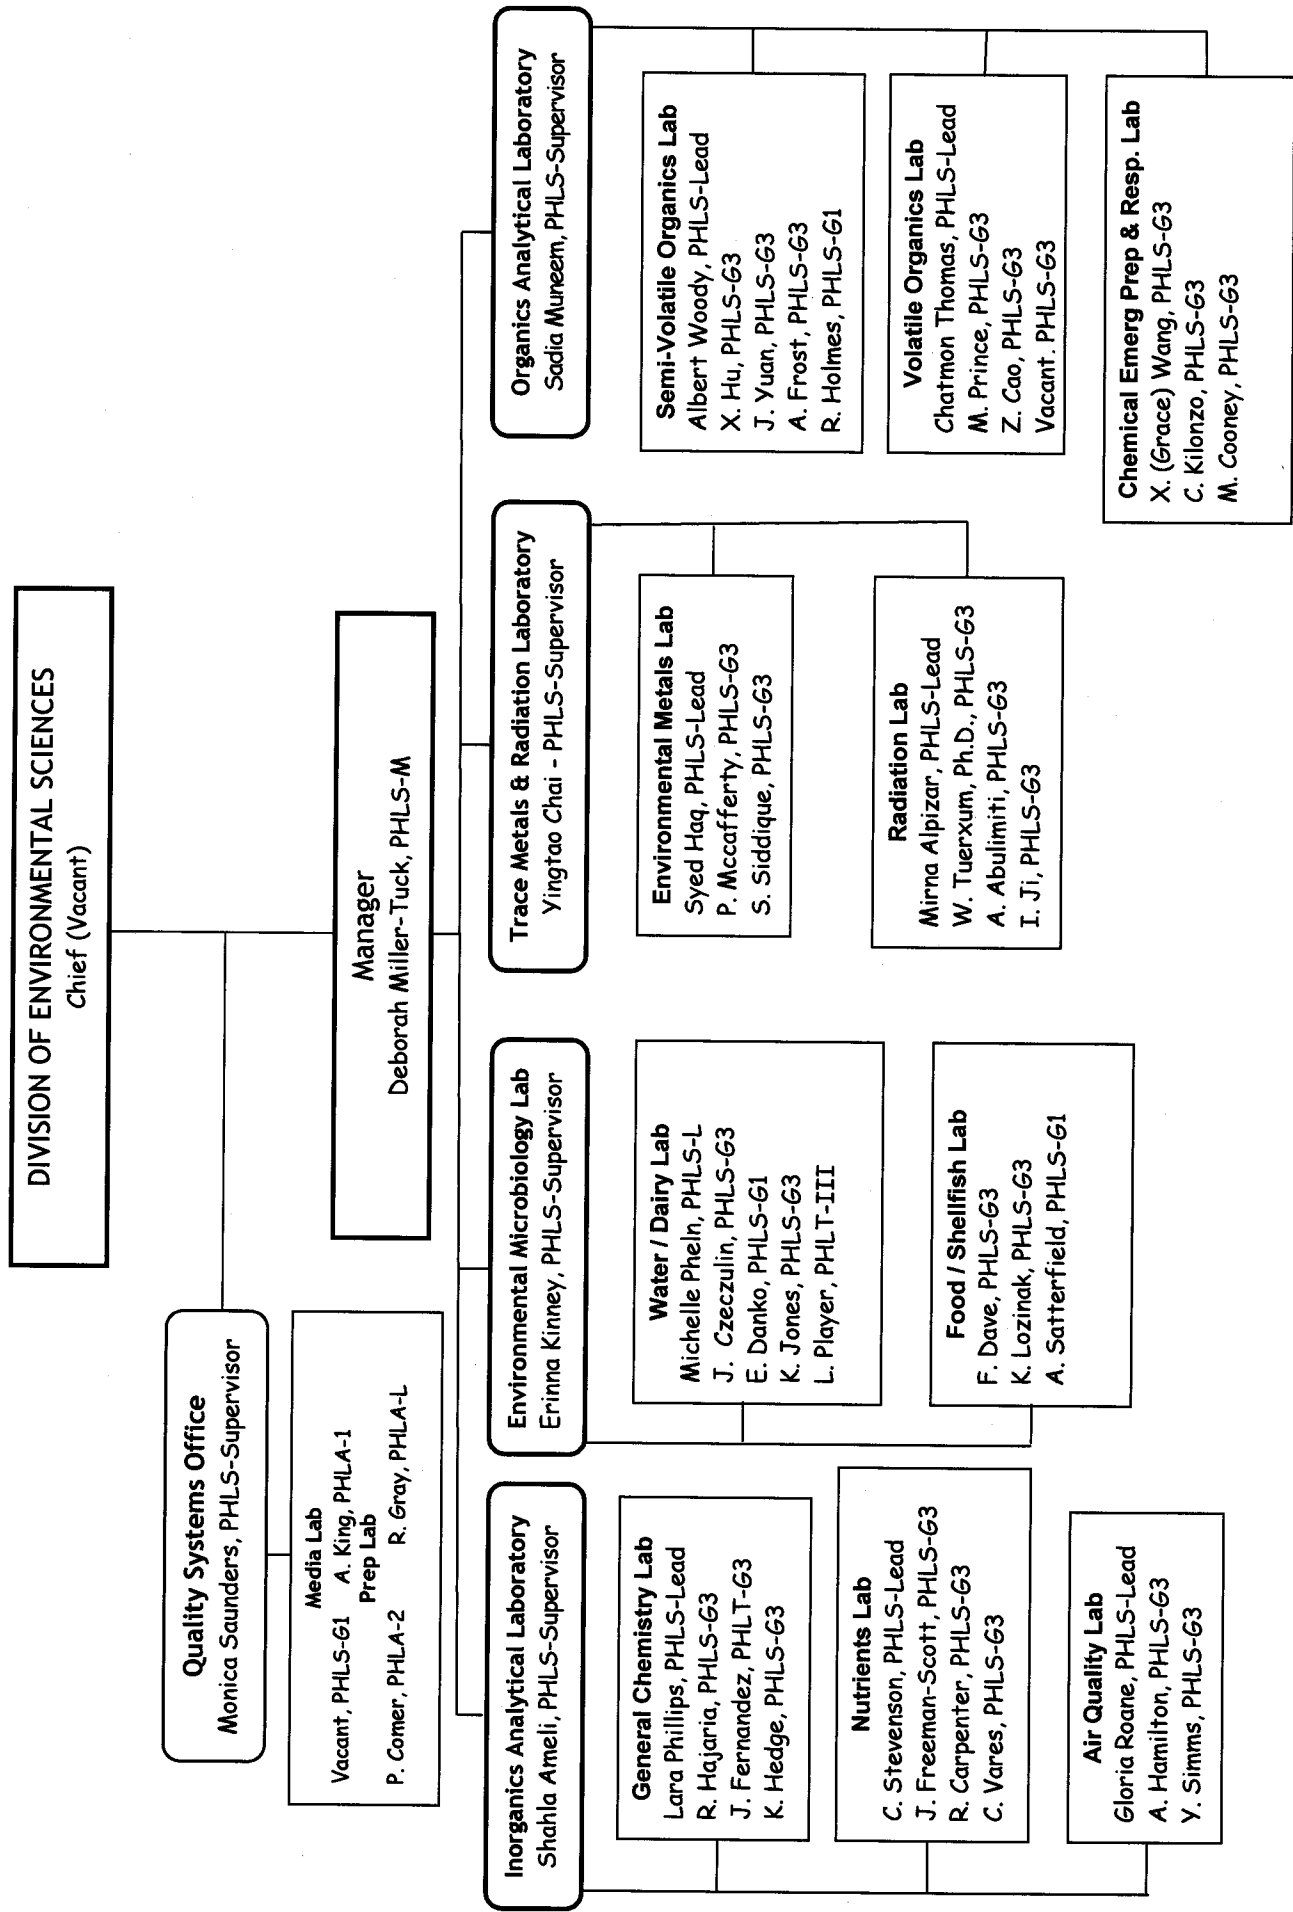 DIVISION OF ENVIRONMENTAL SCIENCES
Chief (Vacant)
Quality Systems Office
Monica Saunders, PHLS-Supervisor
Media Lab
Vacant, PHLS-G1 A. King, PHLA-1
Prep Lab
P. Comer, PHLA-2 R. Gray, PHLA-L
Manager
Deborah Miller-Tuck, PHLS-M
Inorganics Analytical Laboratory
Shahla Ameli, PHLS-Supervisor
General Chemistry Lab
Lara Phillips, PHLS-Lead
R. Hajaria, PHLS-G3
J. Fernandez, PHLT-G3
K. Hedge, PHLS-G3
Nutrients Lab
C. Stevenson, PHLS-Lead
J. Freeman-Scott, PHLS-G3
R. Carpenter, PHLS-G3
C. Vares, PHLS-G3
Air Quality Lab
Gloria Roane, PHLS-Lead
A. Hamilton, PHLS-G3
Y. Simms, PHLS-G3
Environmental Microbiology Lab
Erinna Kinney, PHLS-Supervisor
Water / Dairy Lab
Michelle Pheln, PHLS-L
J. Czeczulin, PHLS-G3
E. Danko, PHLS-G1
K. Jones, PHLS-G3
L. Player, PHLT-III
Food / Shellfish Lab
F. Dave, PHLS-G3
K. Lozinak, PHLS-G3
A. Satterfield, PHLS-G1
Trace Metals & Radiation Laboratory
Yingtao Chai - PHLS-Supervisor
Environmental Metals Lab
Syed Haq, PHLS-Lead
P. Mccafferty, PHLS-G3
S. Siddique, PHLS-G3
Radiation Lab
Mirna Alpizar, PHLS-Lead
W. Tuerxum, Ph.D., PHLS-G3
A. Abulimiti, PHLS-G3
I. Ji, PHLS-G3
Organics Analytical Laboratory
Sadia Muneem, PHLS-Supervisor
Semi-Volatile Organics Lab
Albert Woody, PHLS-Lead
X. Hu, PHLS-G3
J. Yuan, PHLS-G3
A. Frost, PHLS-G3
R. Holmes, PHLS-G1
Volatile Organics Lab
Chatmon Thomas, PHLS-Lead
M. Prince, PHLS-G3
Z. Cao, PHLS-G3
Vacant. PHLS-G3
Chemical Emerg Prep & Resp. Lab
X. (Grace) Wang, PHLS-G3
C. Kilonzo, PHLS-G3
M. Cooney, PHLS-G3